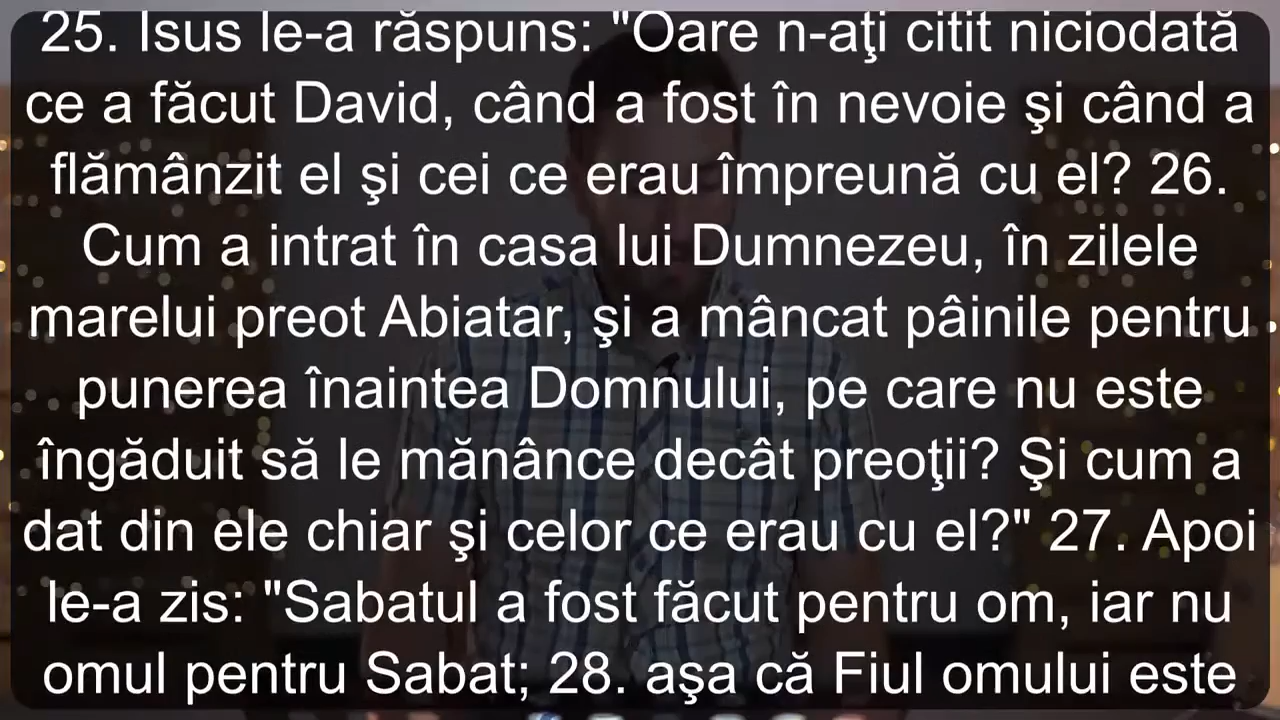 25. Isus le-a răspuns: "Oare n-aţi citit niciodată
ce a făcut David, când a fost în nevoie şi când a
flămânzit el şi cei ce erau împreună cu el? 26.
Cum a intrat în casa lui Dumnezeu, în zilele
marelui preot Abiatar, şi a mâncat pâinile pentru
punerea înaintea Domnului, pe care nu este
îngăduit să le mănânce decât preoţii? Şi cum a
dat din ele chiar şi celor ce erau cu el?" 27. Apoi
le-a zis: "Sabatul a fost făcut pentru om, iar nu
omul pentru Sabat; 28. aşa că Fiul omului este